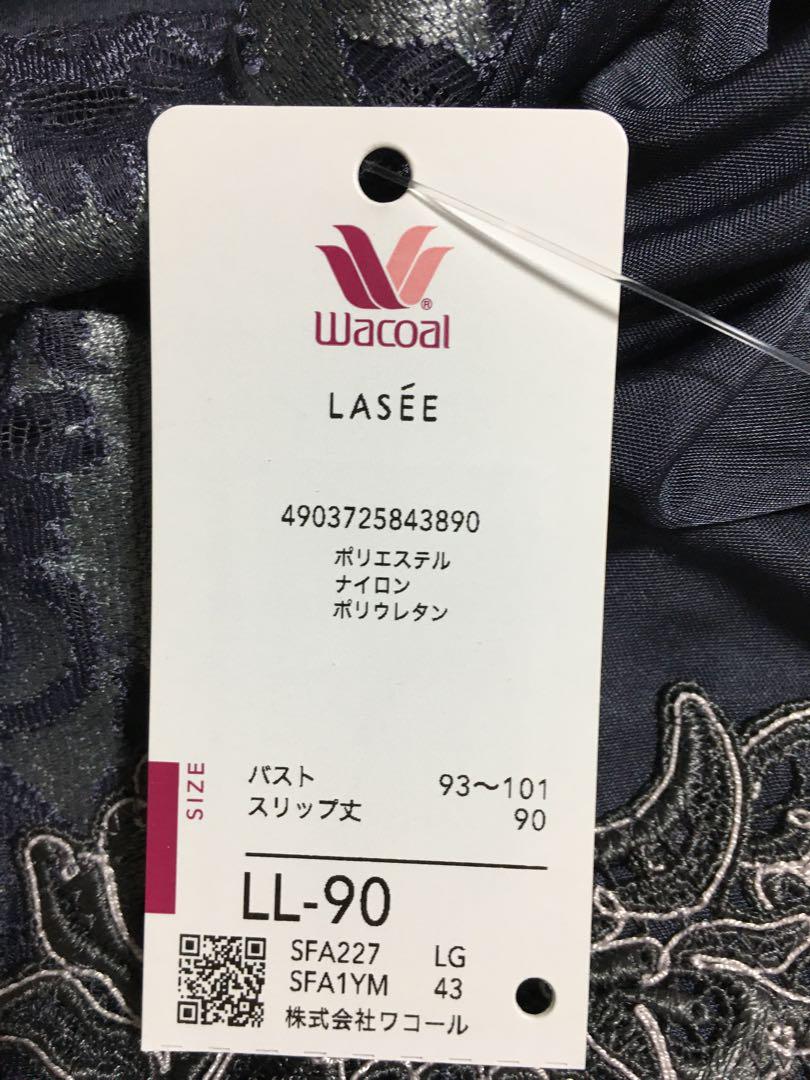 Wacoal®
LASÉE
4903725843890
ポリエステル
ナイロン
ポリウレタン
SIZE
バスト 93～101
スリップ丈 90
LL-90
SFA227 LG
SFA1YM 43
株式会社ワコール